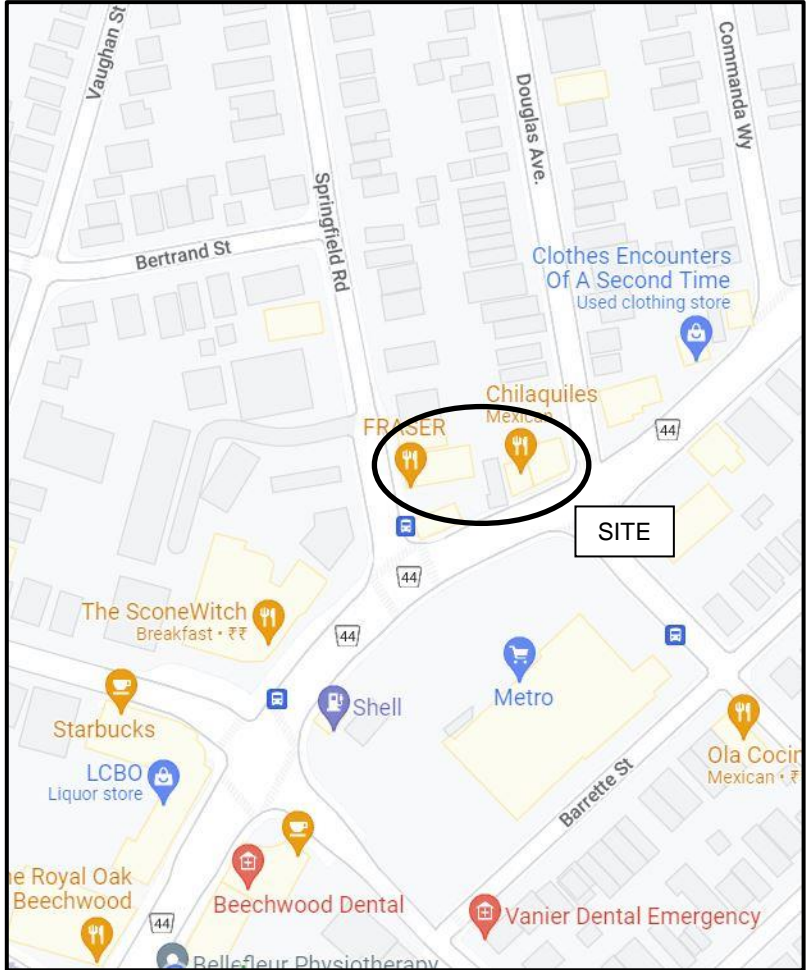 Vaughan St
Commanda Wy
Douglas Ave.
Springfield Rd
Bertrand St
Clothes Encounters
Of A Second Time
Used clothing store
Chilaquiles
Mexican
FRASER
44
SITE
44
The SconeWitch
Breakfast • ₹₹
44
Metro
Shell
Starbucks
LCBO
Liquor store
Ola Cocin
Mexican • ₹
Barrette St
e Royal Oak
Beechwood
Beechwood Dental
Vanier Dental Emergency
44
Bellefleur Physiotherapy